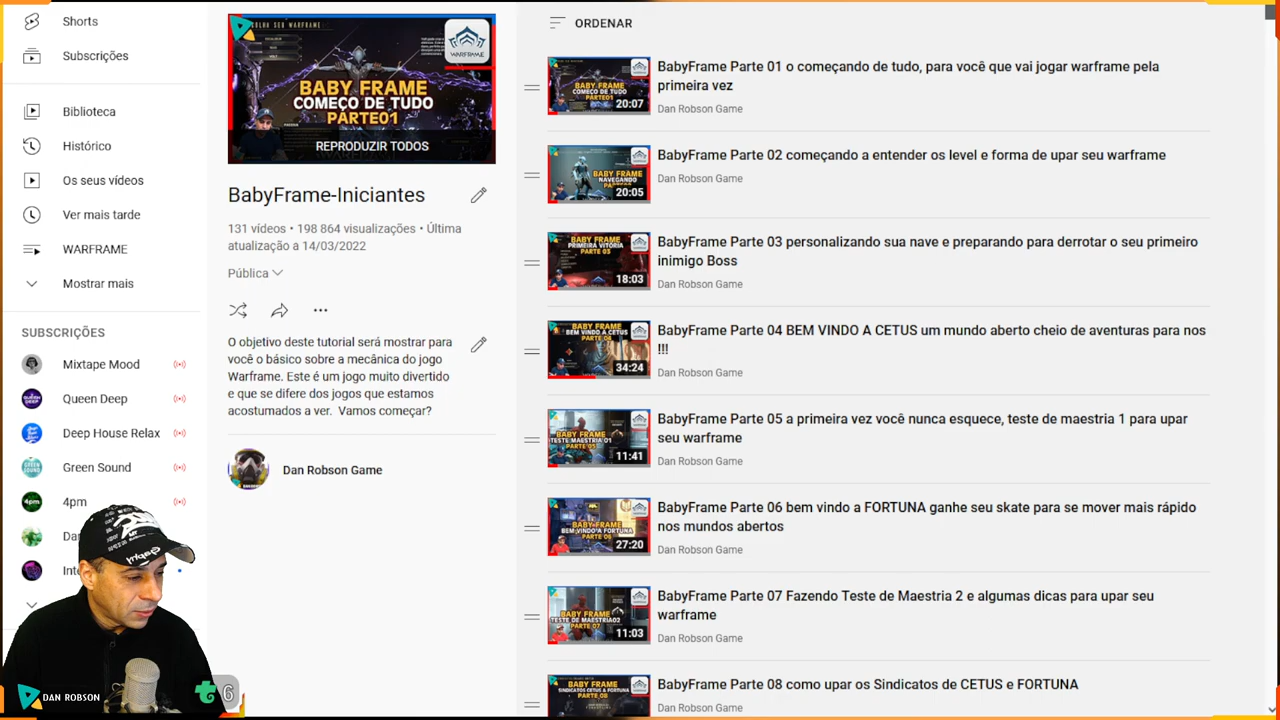 Shorts
Subscrições
Biblioteca
Histórico
Os seus vídeos
Ver mais tarde
WARFRAME
Mostrar mais
SUBSCRIÇÕES
Mixtape Mood
Queen Deep
Deep House Relax
Green Sound
4pm
DAN ROBSON
6
WARFRAME
BABY FRAME
COMEÇO DE TUDO
PARTE01
REPRODUZIR TODOS
BabyFrame-Iniciantes
131 vídeos • 198 864 visualizações • Última
atualização a 14/03/2022
Pública
O objetivo deste tutorial será mostrar para
você o básico sobre a mecânica do jogo
Warframe. Este é um jogo muito divertido
e que se difere dos jogos que estamos
acostumados a ver. Vamos começar?
Dan Robson Game
ORDENAR
20:07
BabyFrame Parte 01 o começando de tudo, para você que vai jogar warframe pela
primeira vez
Dan Robson Game
20:05
BabyFrame Parte 02 começando a entender os level e forma de upar seu warframe
Dan Robson Game
18:03
BabyFrame Parte 03 personalizando sua nave e preparando para derrotar o seu primeiro
inimigo Boss
Dan Robson Game
34:24
BabyFrame Parte 04 BEM VINDO A CETUS um mundo aberto cheio de aventuras para nos
!!!
Dan Robson Game
11:41
BabyFrame Parte 05 a primeira vez você nunca esquece, teste de maestria 1 para upar
seu warframe
Dan Robson Game
27:20
BabyFrame Parte 06 bem vindo a FORTUNA ganhe seu skate para se mover mais rápido
nos mundos abertos
Dan Robson Game
11:03
BabyFrame Parte 07 Fazendo Teste de Maestria 2 e algumas dicas para upar seu
warframe
Dan Robson Game
BabyFrame Parte 08 como upar os Sindicatos de CETUS e FORTUNA
Dan Robson Game